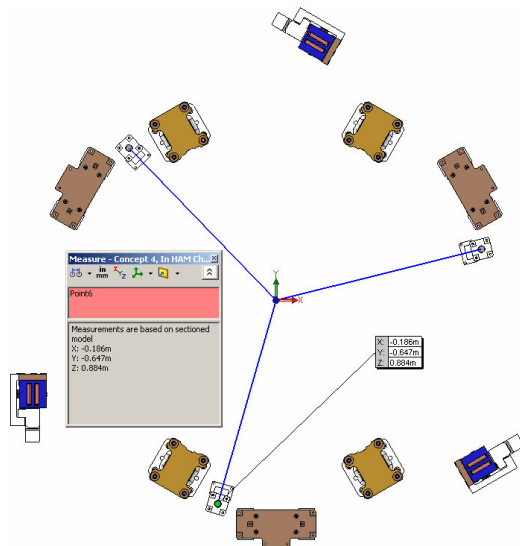 Y
X
Measure - Concept 4, In HAM Ch...
in
mm
X Y Z
Point6
Measurements are based on sectioned
model
X: -0.186m
Y: -0.647m
Z: 0.884m
X: -0.186m
Y: -0.647m
Z: 0.884m